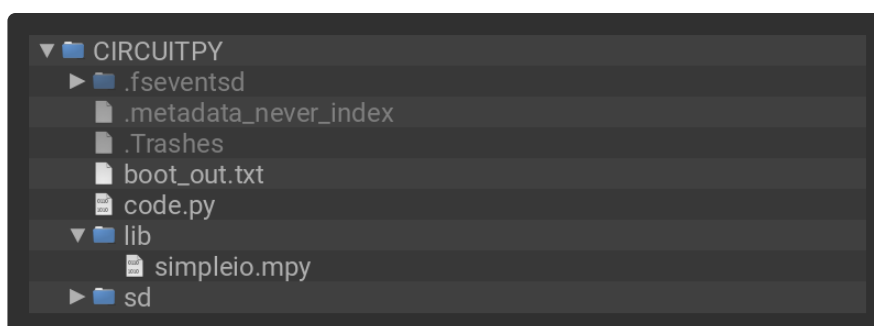 CIRCUITPY
.fseventsd
.metadata_never_index
.Trashes
boot_out.txt
code.py
lib
simpleio.mpy
sd